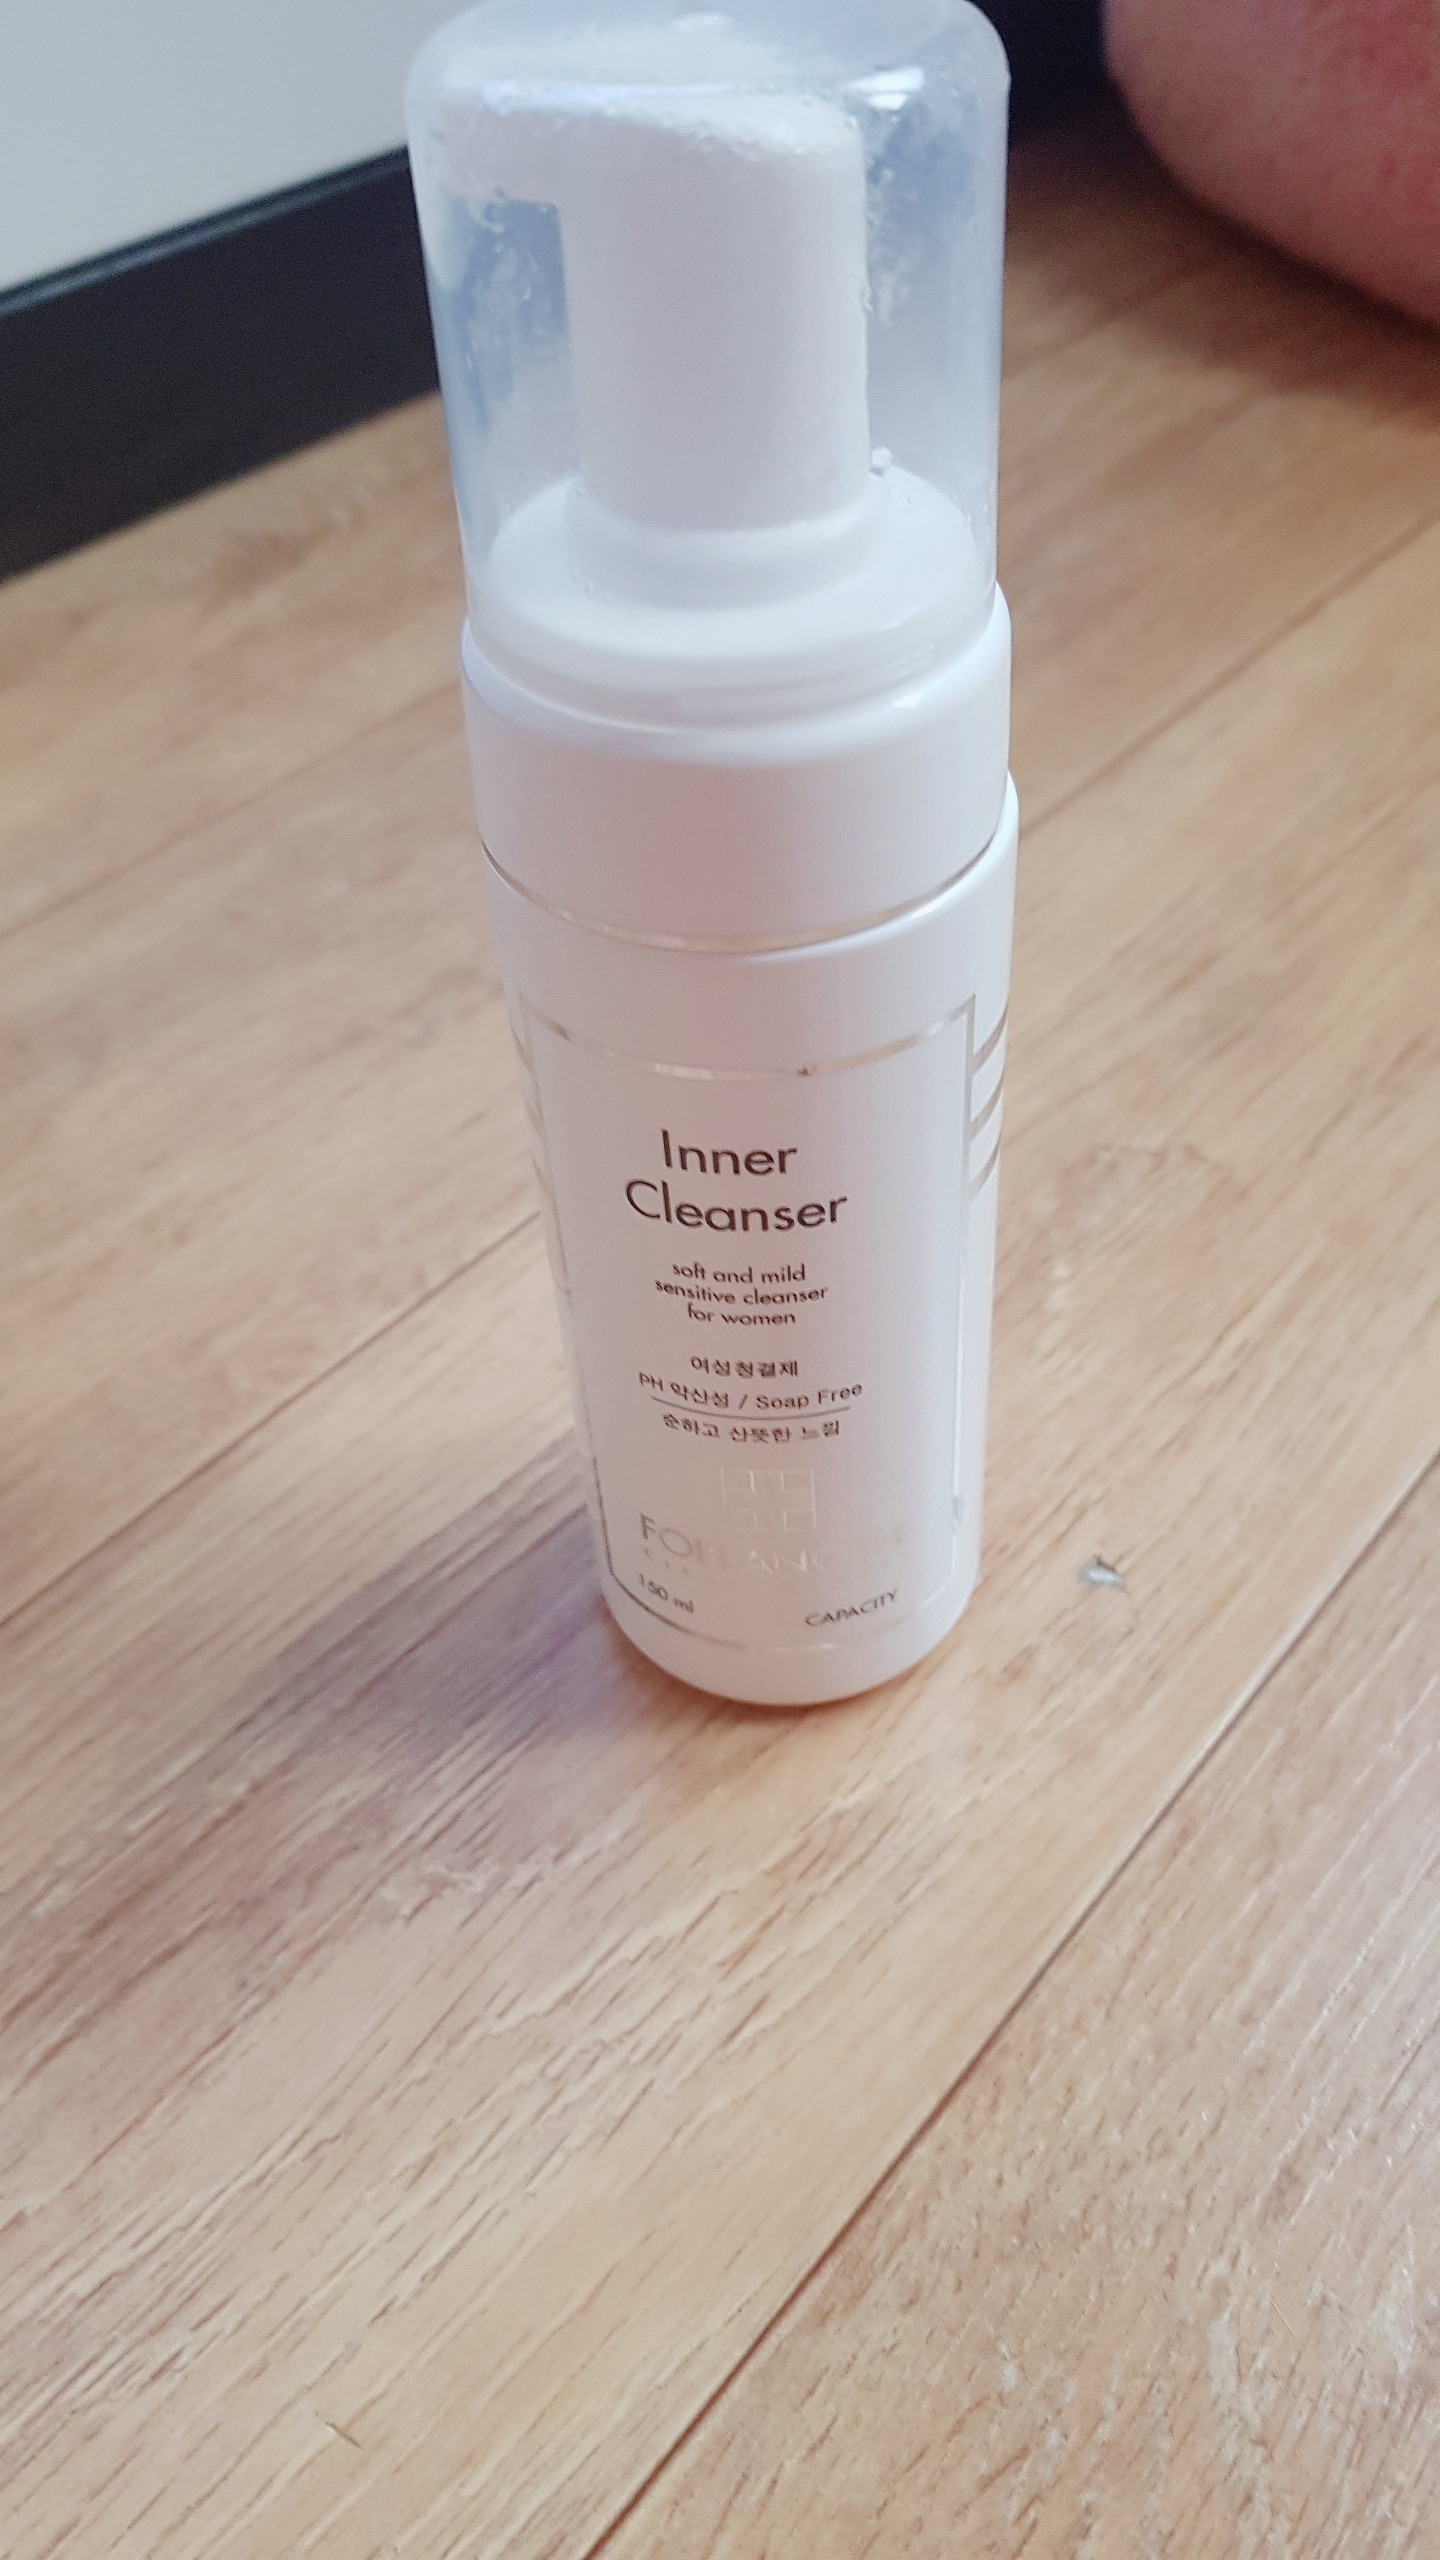 Inner
Cleanser
soft and mild
sensitive cleanser
for women
여성청결제
PH 약산성 / Soap Free
순하고 산뜻한 느낌
150 ml
CAPACITY